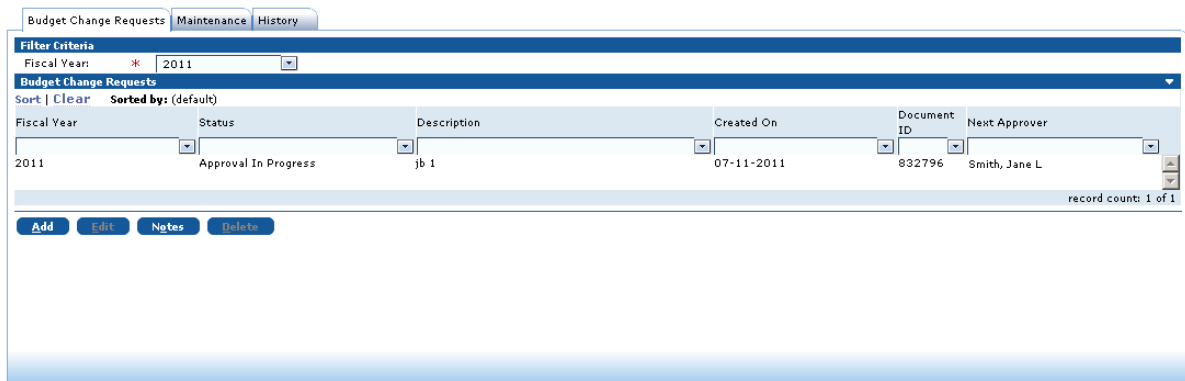 Budget Change Requests Maintenance History
Filter Criteria
Fiscal Year: * 2011
Budget Change Requests
Sort | Clear Sorted by: (default)
Fiscal Year Status Description Created On Document ID Next Approver
2011 Approval In Progress jb 1 07-11-2011 832796 Smith, Jane L
record count: 1 of 1
Add Edit Notes Delete